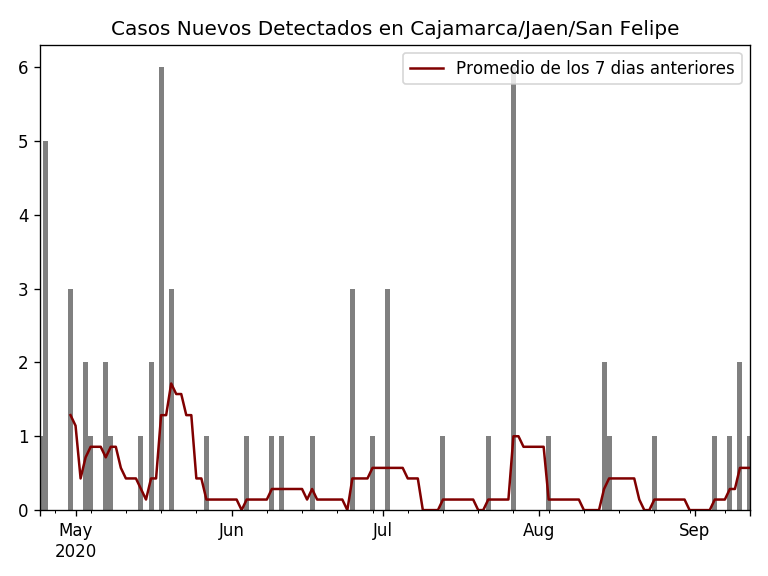 Casos Nuevos Detectados en Cajamarca/Jaen/San Felipe
Promedio de los 7 dias anteriores
6
5
4
3
2
1
0
May Jun Jul Aug Sep
2020